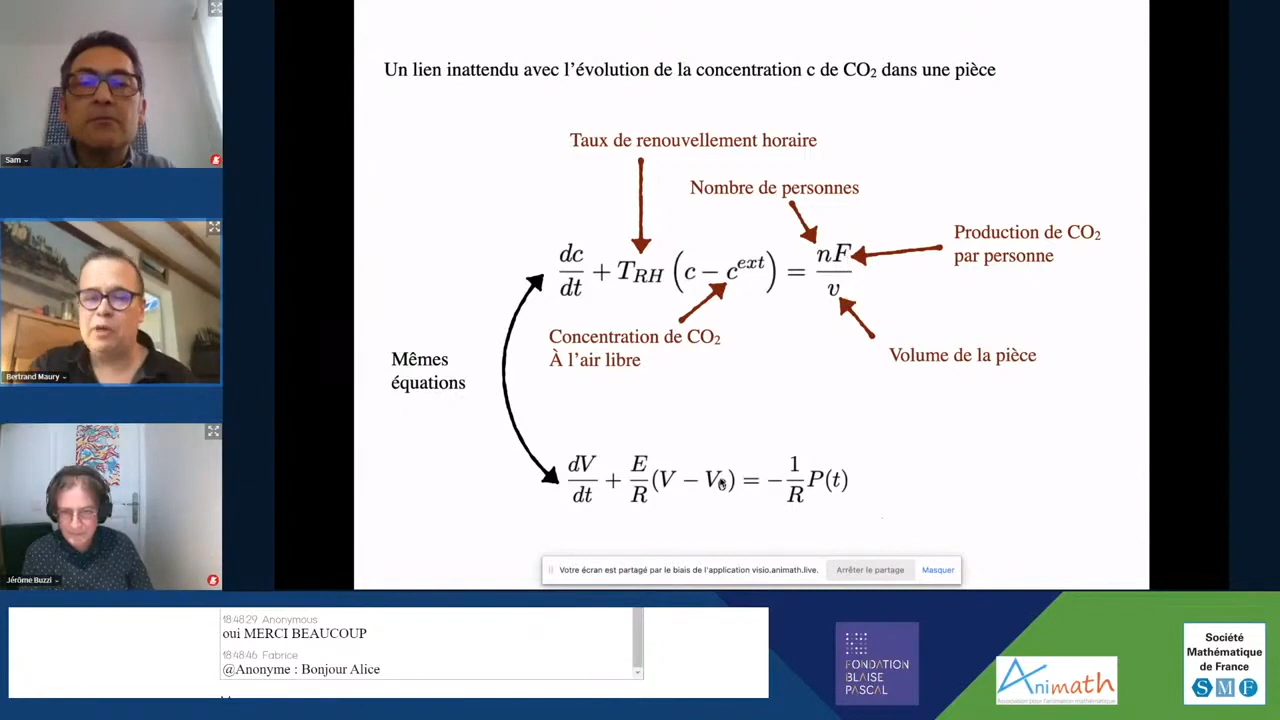 Un lien inattendu avec l'évolution de la concentration c de CO₂ dans une pièce
Taux de renouvellement horaire
Nombre de personnes
Production de CO₂
par personne
dc/dt + T_RH (c − c^ext) = nF/v
Concentration de CO₂
À l'air libre
Volume de la pièce
Mêmes
équations
dV/dt + E/R (V − V₀) = − 1/R P(t)
Votre écran est partagé par le biais de l'application visio.animath.live.
Arrêter le partage
Masquer
Sam
Bertrand Maury
Jérôme Buzzi
18:48:29 Anonymous
oui MERCI BEAUCOUP
18:48:46 Fabrice
@Anonyme : Bonjour Alice
FONDATION
BLAISE
PASCAL
Animath
Association pour l'animation mathématique
Société
Mathématique
de France
SMF